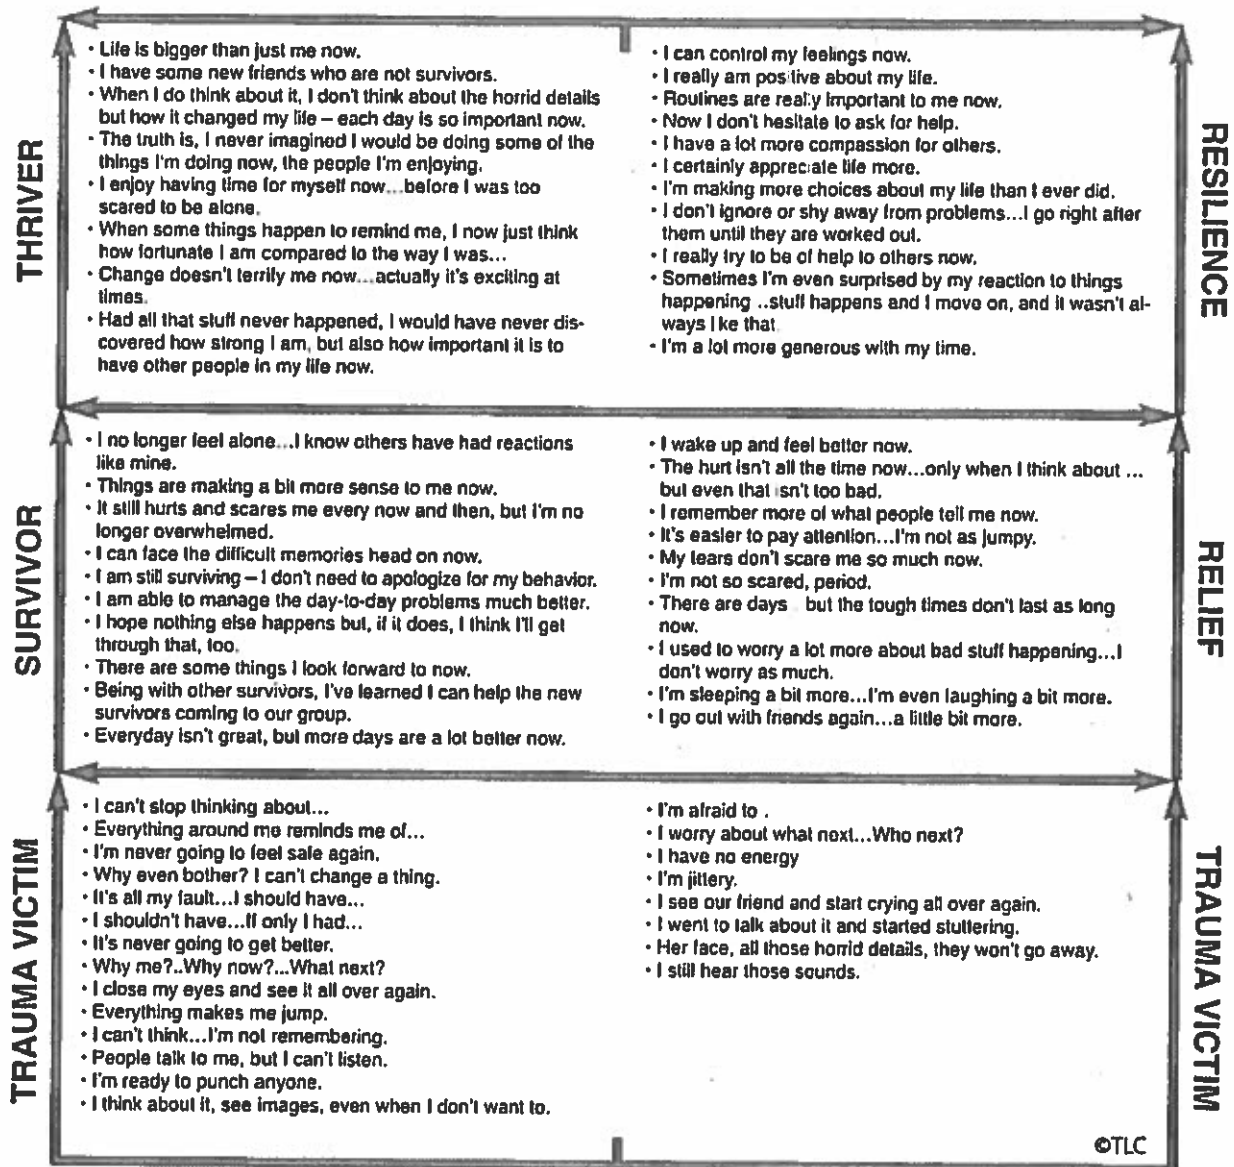 THRIVER
• Life is bigger than just me now.
• I have some new friends who are not survivors.
• When I do think about it, I don't think about the horrid details
but how it changed my life – each day is so important now.
• The truth is, I never imagined I would be doing some of the
things I'm doing now, the people I'm enjoying.
• I enjoy having time for myself now...before I was too
scared to be alone.
• When some things happen to remind me, I now just think
how fortunate I am compared to the way I was...
• Change doesn't terrify me now...actually it's exciting at
times.
• Had all that stuff never happened, I would have never dis-
covered how strong I am, but also how important it is to
have other people in my life now.
• I can control my feelings now.
• I really am positive about my life.
• Routines are really important to me now.
• Now I don't hesitate to ask for help.
• I have a lot more compassion for others.
• I certainly appreciate life more.
• I'm making more choices about my life than I ever did.
• I don't ignore or shy away from problems...I go right after
them until they are worked out.
• I really try to be of help to others now.
• Sometimes I'm even surprised by my reaction to things
happening ..stuff happens and I move on, and it wasn't al-
ways like that
• I'm a lot more generous with my time.
RESILIENCE
SURVIVOR
• I no longer feel alone...I know others have had reactions
like mine.
• Things are making a bit more sense to me now.
• It still hurts and scares me every now and then, but I'm no
longer overwhelmed.
• I can face the difficult memories head on now.
• I am still surviving – I don't need to apologize for my behavior.
• I am able to manage the day-to-day problems much better.
• I hope nothing else happens but, if it does, I think I'll get
through that, too.
• There are some things I look forward to now.
• Being with other survivors, I've learned I can help the new
survivors coming to our group.
• Everyday isn't great, but more days are a lot better now.
• I wake up and feel better now.
• The hurt isn't all the time now...only when I think about ...
but even that isn't too bad.
• I remember more of what people tell me now.
• It's easier to pay attention...I'm not as jumpy.
• My tears don't scare me so much now.
• I'm not so scared, period.
• There are days but the tough times don't last as long
now.
• I used to worry a lot more about bad stuff happening...I
don't worry as much.
• I'm sleeping a bit more...I'm even laughing a bit more.
• I go out with friends again...a little bit more.
RELIEF
TRAUMA VICTIM
• I can't stop thinking about...
• Everything around me reminds me of...
• I'm never going to feel safe again.
• Why even bother? I can't change a thing.
• It's all my fault...I should have...
• I shouldn't have...If only I had...
• It's never going to get better.
• Why me?..Why now?...What next?
• I close my eyes and see it all over again.
• Everything makes me jump.
• I can't think...I'm not remembering.
• People talk to me, but I can't listen.
• I'm ready to punch anyone.
• I think about it, see images, even when I don't want to.
• I'm afraid to .
• I worry about what next...Who next?
• I have no energy
• I'm jittery.
• I see our friend and start crying all over again.
• I went to talk about it and started stuttering.
• Her face, all those horrid details, they won't go away.
• I still hear those sounds.
TRAUMA VICTIM
©TLC